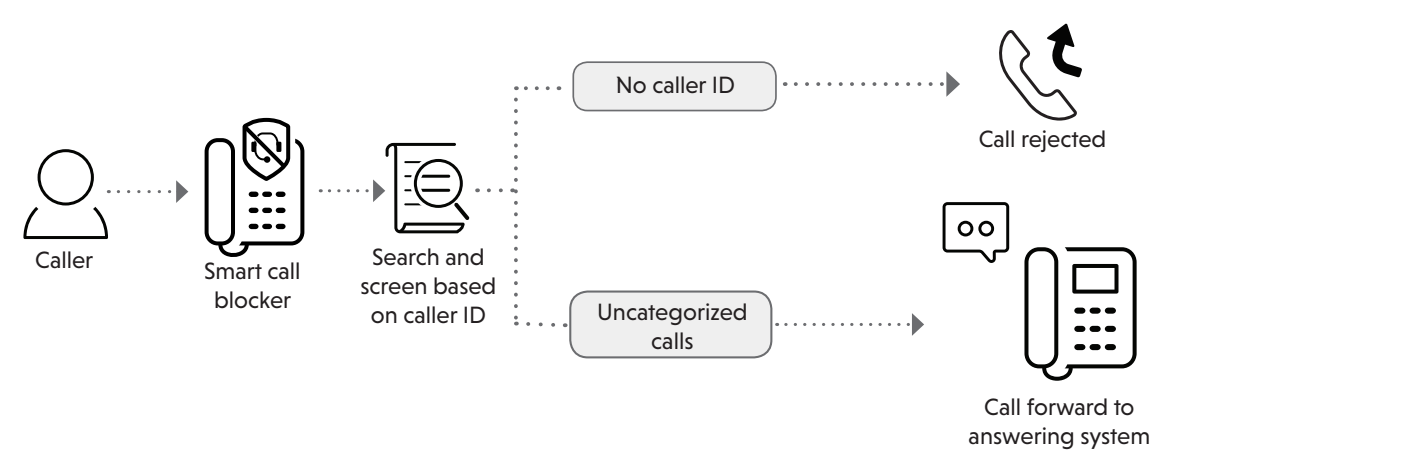 Caller
Smart call
blocker
Search and
screen based
on caller ID
No caller ID
Call rejected
Uncategorized
calls
Call forward to
answering system